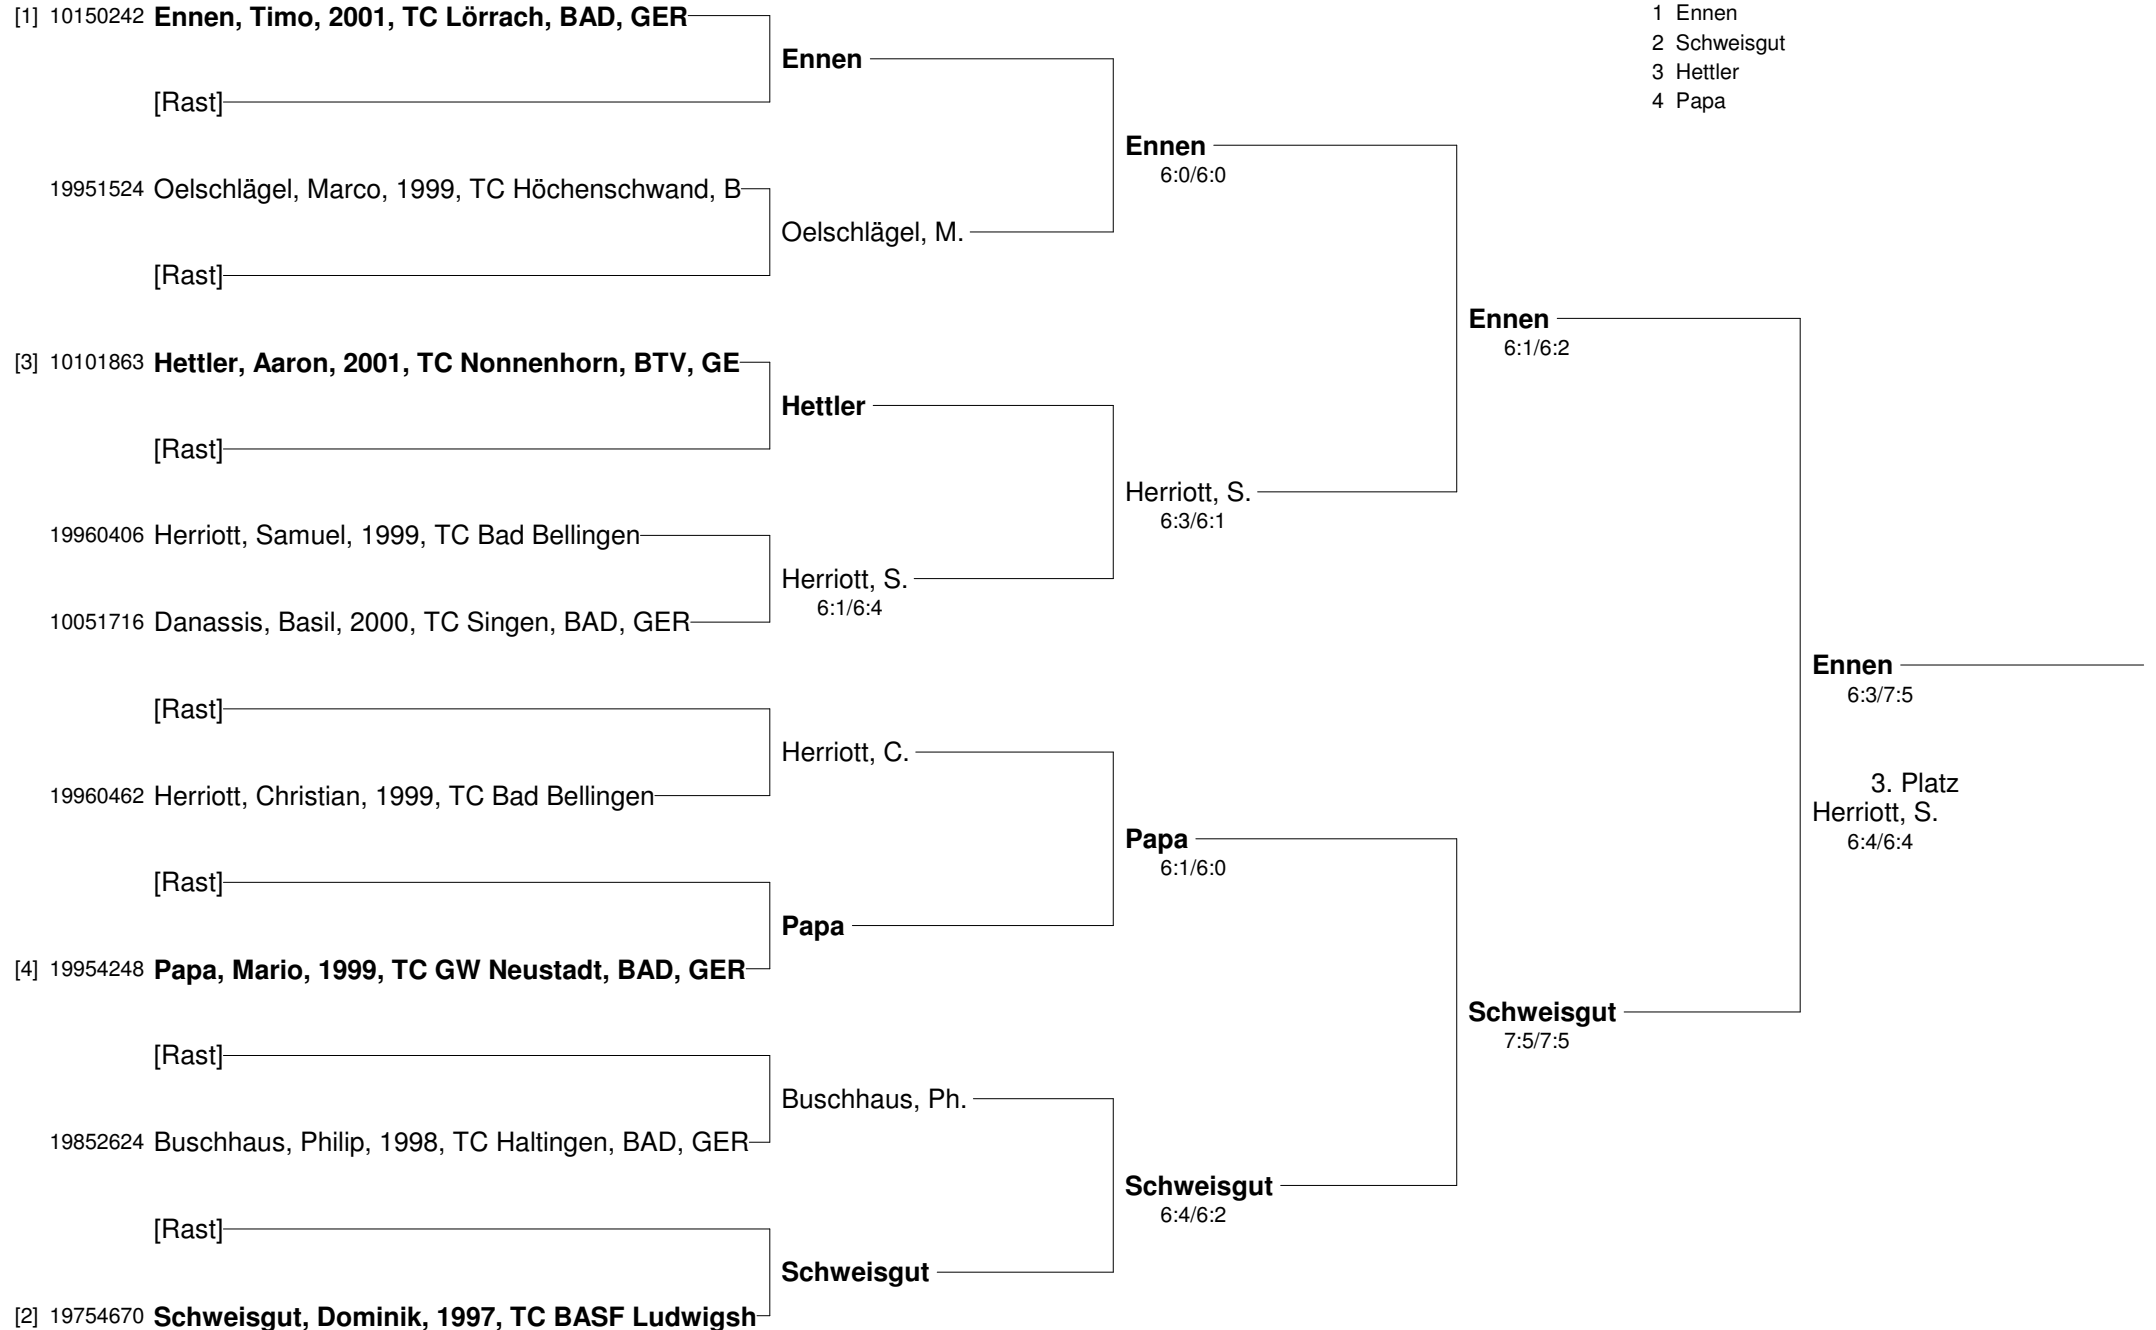 [1] 10150242 Ennen, Timo, 2001, TC Lörrach, BAD, GER
[Rast]
19951524 Oelschlägel, Marco, 1999, TC Höchenschwand, B
[Rast]
[3] 10101863 Hettler, Aaron, 2001, TC Nonnenhorn, BTV, GE
[Rast]
19960406 Herriott, Samuel, 1999, TC Bad Bellingen
10051716 Danassis, Basil, 2000, TC Singen, BAD, GER
[Rast]
19960462 Herriott, Christian, 1999, TC Bad Bellingen
[Rast]
[4] 19954248 Papa, Mario, 1999, TC GW Neustadt, BAD, GER
[Rast]
19852624 Buschhaus, Philip, 1998, TC Haltingen, BAD, GER
[Rast]
[2] 19754670 Schweisgut, Dominik, 1997, TC BASF Ludwigsh
Ennen
Oelschlägel, M.
Hettler
Herriott, S.
6:1/6:4
Herriott, C.
Papa
Buschhaus, Ph.
Schweisgut
Ennen
6:0/6:0
Herriott, S.
6:3/6:1
Papa
6:1/6:0
Schweisgut
6:4/6:2
Ennen
6:1/6:2
Schweisgut
7:5/7:5
Ennen
6:3/7:5
3. Platz
Herriott, S.
6:4/6:4
1 Ennen
2 Schweisgut
3 Hettler
4 Papa